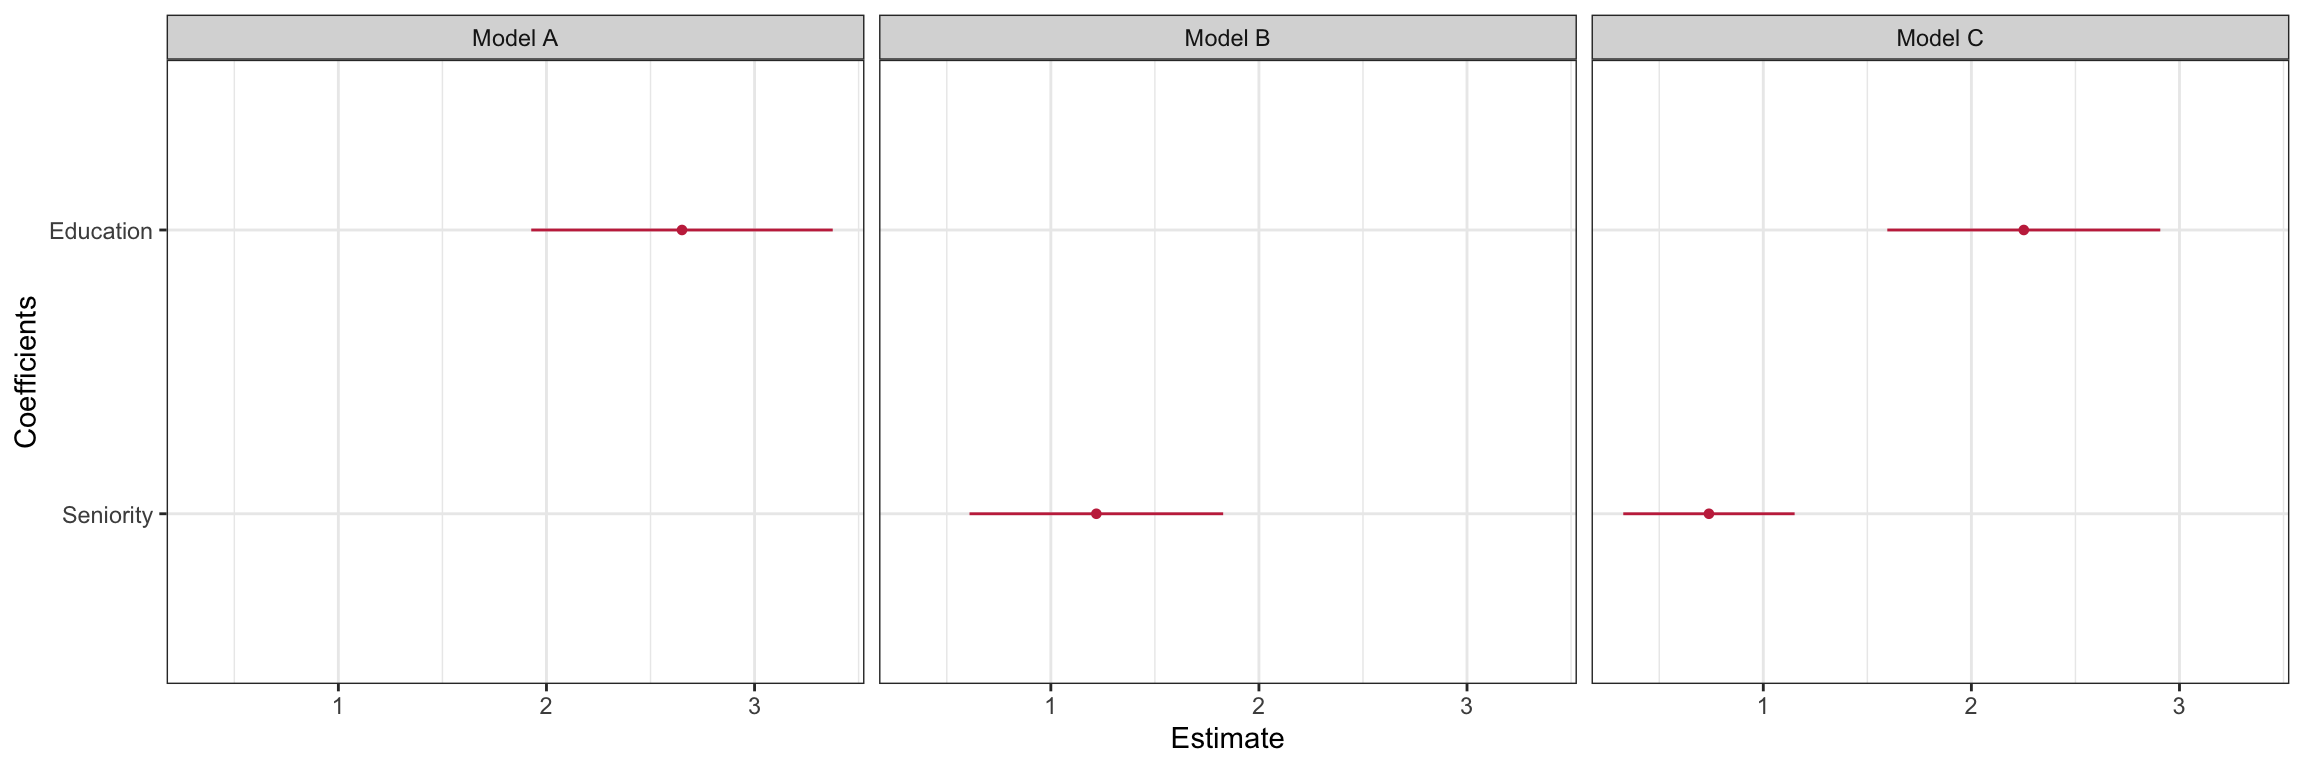 Model A
Model B
Model C
Coefficients
Education
Seniority
1 2 3
1 2 3
1 2 3
Estimate